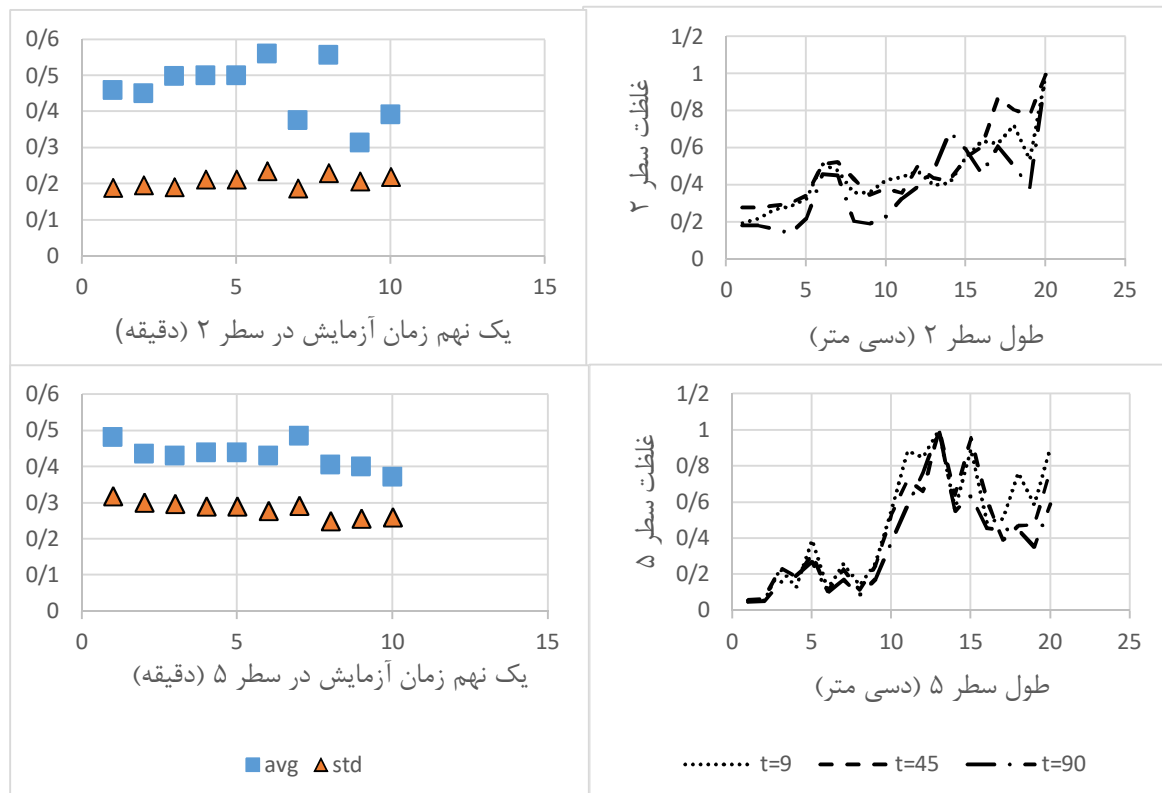 0/6
0/5
0/4
0/3
0/2
0/1
0
0 5 10 15
یک نهم زمان آزمایش در سطر ۲ (دقیقه)
غلظت سطر ۲
1/2
1
0/8
0/6
0/4
0/2
0
0 5 10 15 20 25
طول سطر ۲ (دسی متر)
0/6
0/5
0/4
0/3
0/2
0/1
0
0 5 10 15
یک نهم زمان آزمایش در سطر ۵ (دقیقه)
avg std
غلظت سطر ۵
1/2
1
0/8
0/6
0/4
0/2
0
0 5 10 15 20 25
طول سطر ۵ (دسی متر)
t=9 t=45 t=90